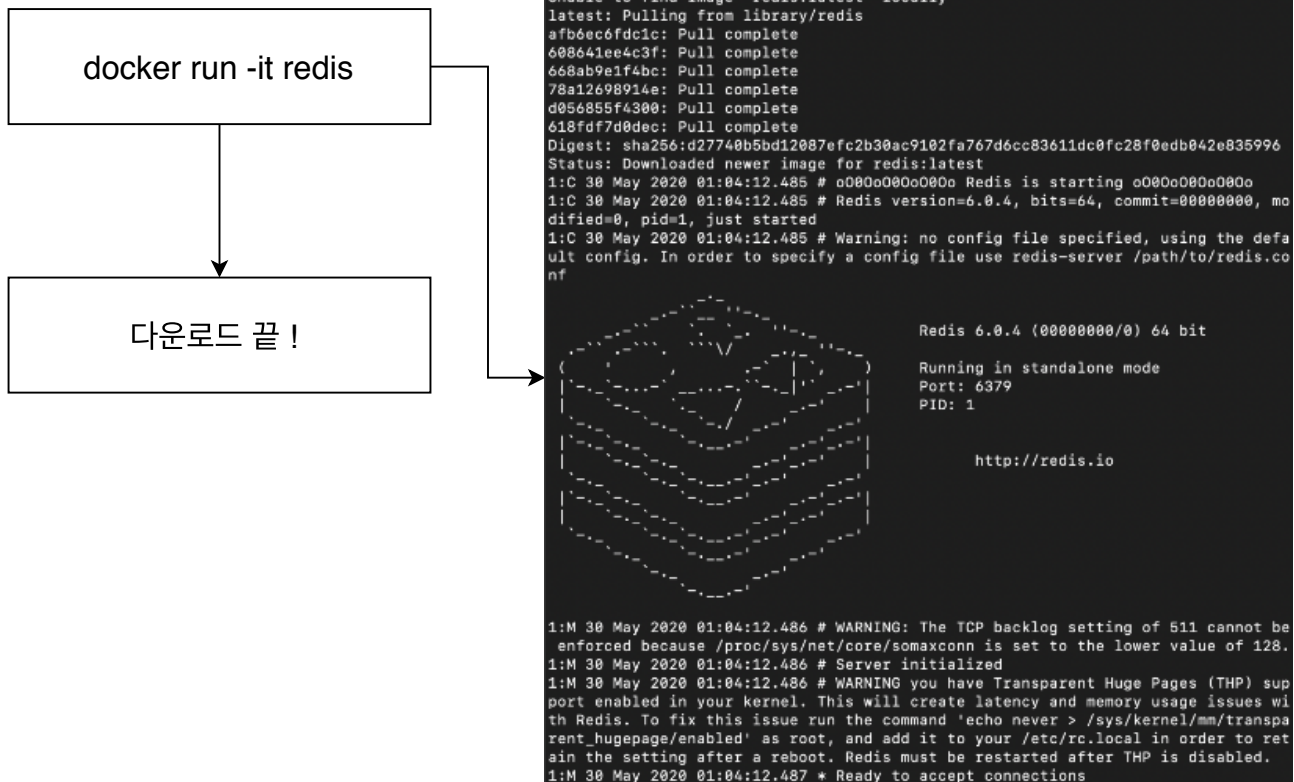 docker run -it redis
다운로드 끝 !
latest: Pulling from library/redis
afb6ec6fdc1c: Pull complete
608641ee4c3f: Pull complete
668ab9e1f4bc: Pull complete
78a12698914e: Pull complete
d056855f4300: Pull complete
618fdf7d0dec: Pull complete
Digest: sha256:d27740b5bd12087efc2b30ac9102fa767d6cc83611dc0fc28f0edb042e835996
Status: Downloaded newer image for redis:latest
1:C 30 May 2020 01:04:12.485 # oO0OoO0OoO0Oo Redis is starting oO0OoO0OoO0Oo
1:C 30 May 2020 01:04:12.485 # Redis version=6.0.4, bits=64, commit=00000000, mo
dified=0, pid=1, just started
1:C 30 May 2020 01:04:12.485 # Warning: no config file specified, using the defa
ult config. In order to specify a config file use redis-server /path/to/redis.co
nf
Redis 6.0.4 (00000000/0) 64 bit
Running in standalone mode
Port: 6379
PID: 1
http://redis.io
1:M 30 May 2020 01:04:12.486 # WARNING: The TCP backlog setting of 511 cannot be
enforced because /proc/sys/net/core/somaxconn is set to the lower value of 128.
1:M 30 May 2020 01:04:12.486 # Server initialized
1:M 30 May 2020 01:04:12.486 # WARNING you have Transparent Huge Pages (THP) sup
port enabled in your kernel. This will create latency and memory usage issues wi
th Redis. To fix this issue run the command 'echo never > /sys/kernel/mm/transpa
rent_hugepage/enabled' as root, and add it to your /etc/rc.local in order to ret
ain the setting after a reboot. Redis must be restarted after THP is disabled.
1:M 30 May 2020 01:04:12.487 * Ready to accept connections